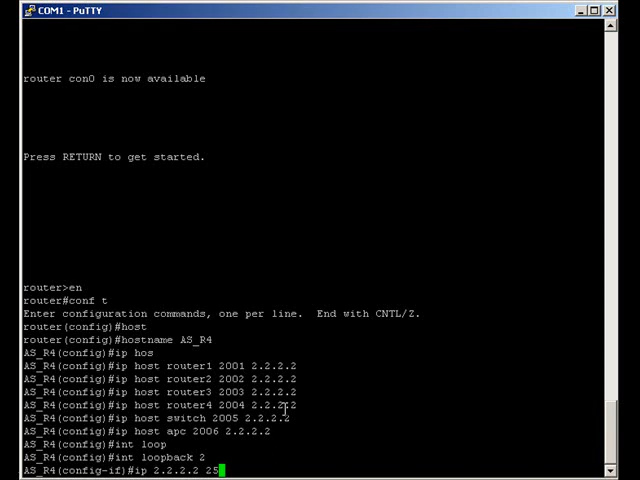 COM1 - PuTTY
router con0 is now available
Press RETURN to get started.
router>en
router#conf t
Enter configuration commands, one per line.  End with CNTL/Z.
router(config)#host
router(config)#hostname AS_R4
AS_R4(config)#ip hos
AS_R4(config)#ip host router1 2001 2.2.2.2
AS_R4(config)#ip host router2 2002 2.2.2.2
AS_R4(config)#ip host router3 2003 2.2.2.2
AS_R4(config)#ip host router4 2004 2.2.2.2
AS_R4(config)#ip host switch 2005 2.2.2.2
AS_R4(config)#ip host apc 2006 2.2.2.2
AS_R4(config)#int loop
AS_R4(config)#int loopback 2
AS_R4(config-if)#ip 2.2.2.2 25